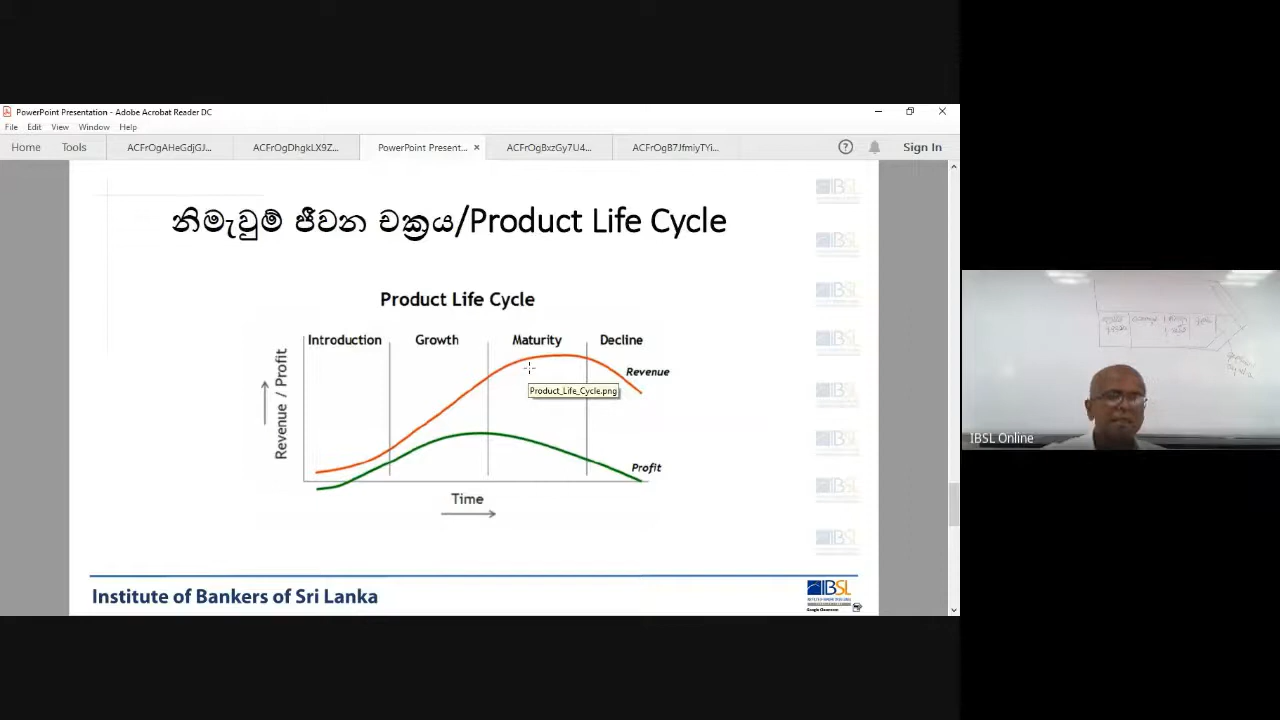 PowerPoint Presentation - Adobe Acrobat Reader DC
File Edit View Window Help
Home Tools ACFrOgAHeGdjGJ... ACFrOgDhgkLX9Z... PowerPoint Present... ACFrOgBxzGy7U4... ACFrOgB7JfmiyTYi... Sign In
නිමැවුම් ජීවන චක්‍රය/Product Life Cycle
Product Life Cycle
Introduction Growth Maturity Decline
Revenue / Profit
Revenue
Product_Life_Cycle.png
Profit
Time
Institute of Bankers of Sri Lanka
IBSL
IBSL Online